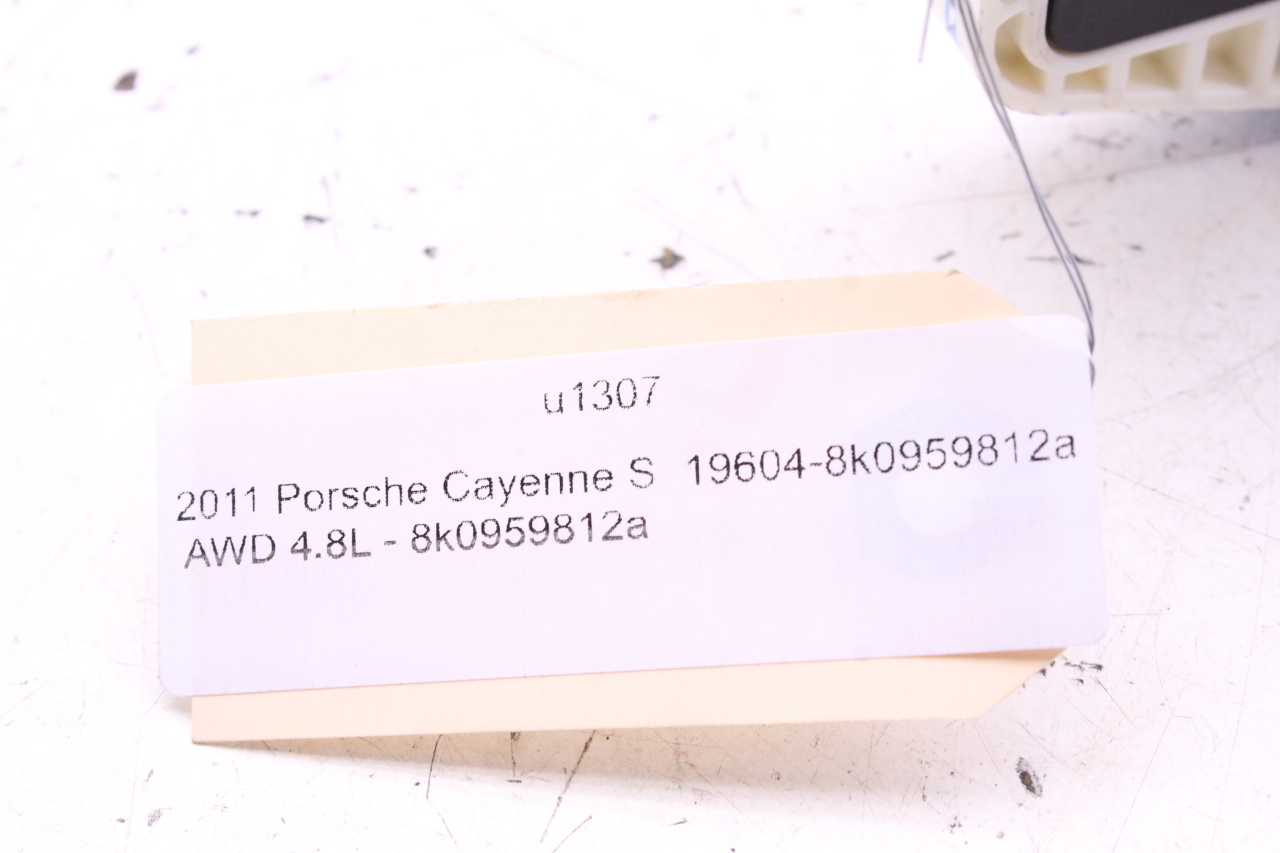 u1307
2011 Porsche Cayenne S 19604-8k0959812a
AWD 4.8L - 8k0959812a